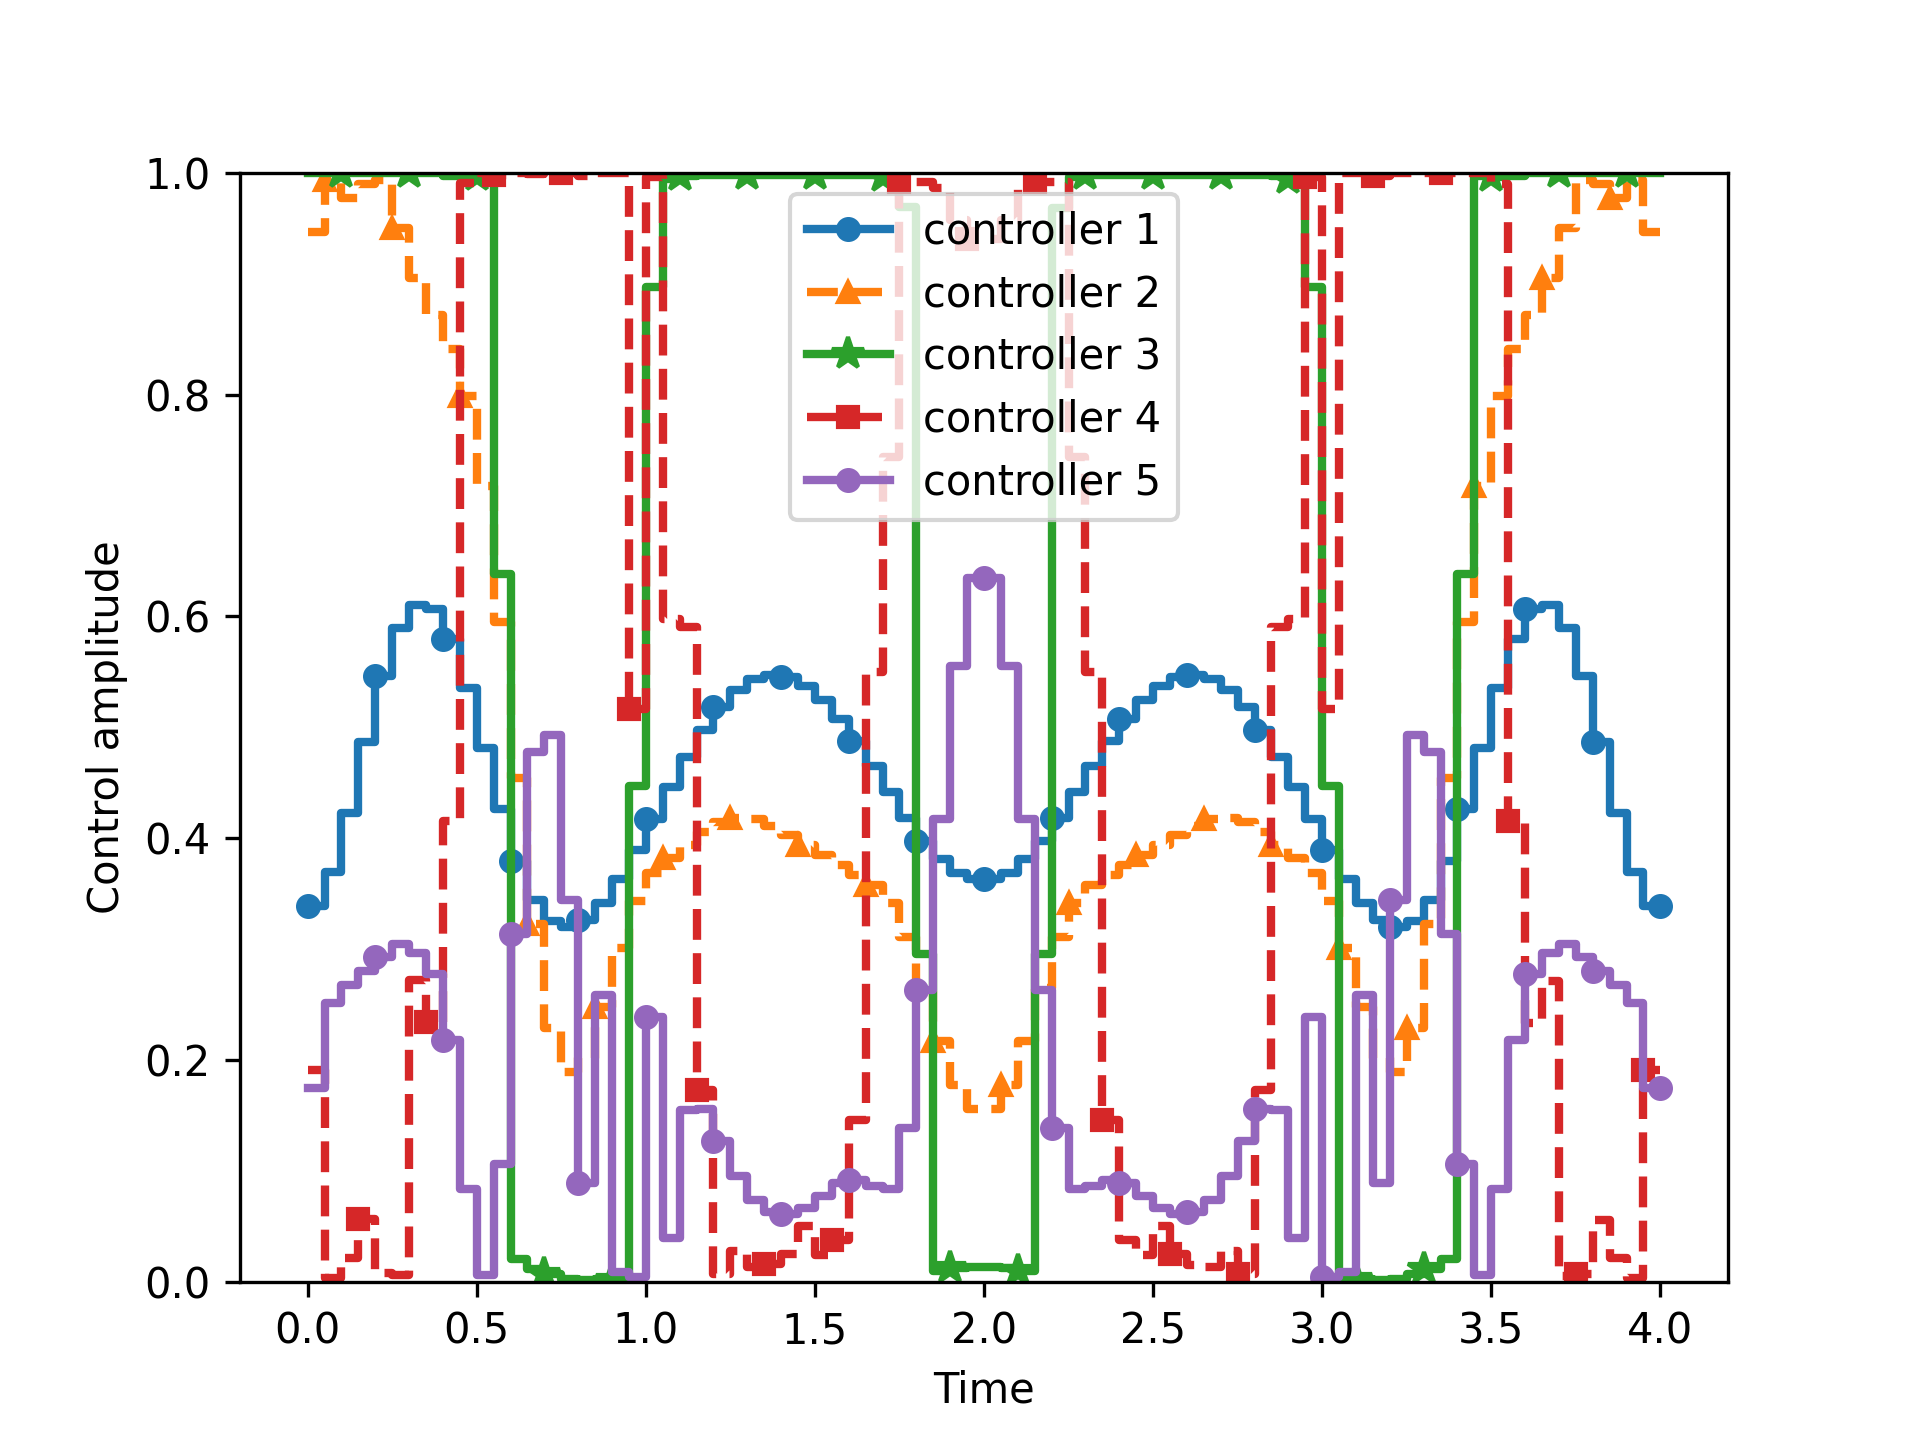 1.0
0.8
0.6
0.4
0.2
0.0
Control amplitude
controller 1
controller 2
controller 3
controller 4
controller 5
0.0 0.5 1.0 1.5 2.0 2.5 3.0 3.5 4.0
Time